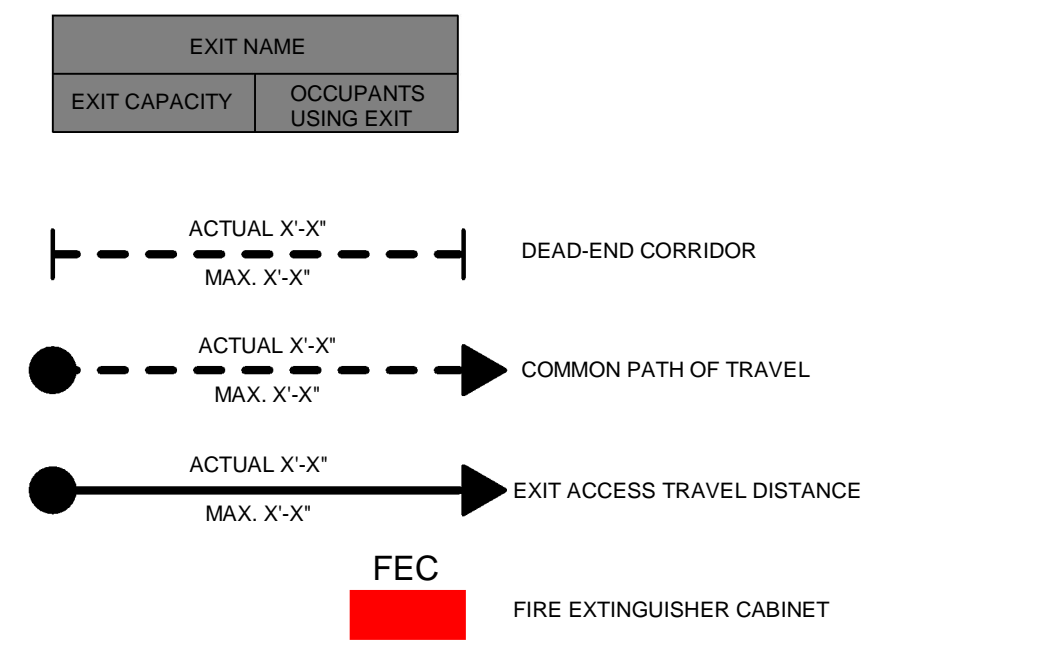 EXIT NAME
EXIT CAPACITY
OCCUPANTS
USING EXIT
ACTUAL X'-X"
DEAD-END CORRIDOR
MAX. X'-X"
ACTUAL X'-X"
COMMON PATH OF TRAVEL
MAX. X'-X"
ACTUAL X'-X"
EXIT ACCESS TRAVEL DISTANCE
MAX. X'-X"
FEC
FIRE EXTINGUISHER CABINET